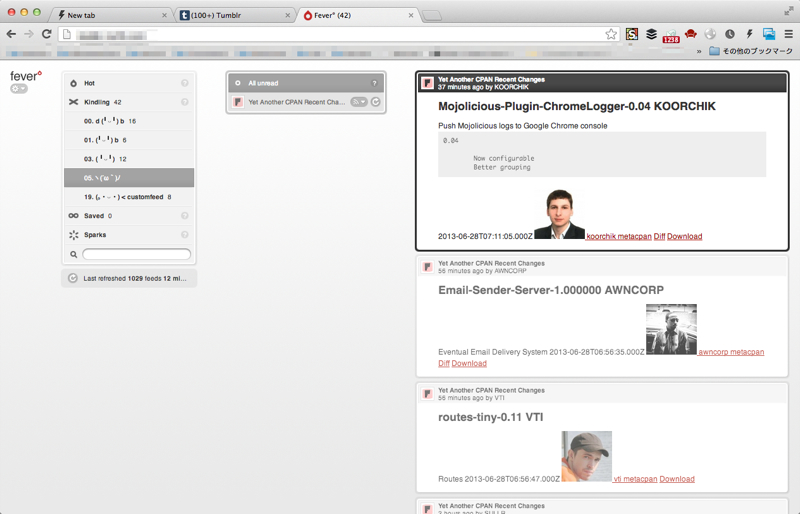 New tab
(100+) Tumblr
Fever° (42)
1258
»
その他のブックマーク
fever°
Hot
Kindling 42
00. d (╹◡╹) b 16
01. (╹◡╹) b 6
03. ( ╹◡╹) 12
05. ヽ(´ω｀)ﾉ
19. (｡・ᴗ・) < customfeed 8
Saved 0
Sparks
Last refreshed 1029 feeds 12 mi…
All unread
?
Yet Another CPAN Recent Cha…
Yet Another CPAN Recent Changes
37 minutes ago by KOORCHIK
Mojolicious-Plugin-ChromeLogger-0.04 KOORCHIK
Push Mojolicious logs to Google Chrome console
0.04
Now configurable
Better grouping
2013-06-28T07:11:05.000Z koorchik metacpan Diff Download
Yet Another CPAN Recent Changes
56 minutes ago by AWNCORP
Email-Sender-Server-1.000000 AWNCORP
Eventual Email Delivery System 2013-06-28T06:56:35.000Z awncorp metacpan
Diff Download
Yet Another CPAN Recent Changes
56 minutes ago by VTI
routes-tiny-0.11 VTI
Routes 2013-06-28T06:56:47.000Z vti metacpan Download
Yet Another CPAN Recent Changes